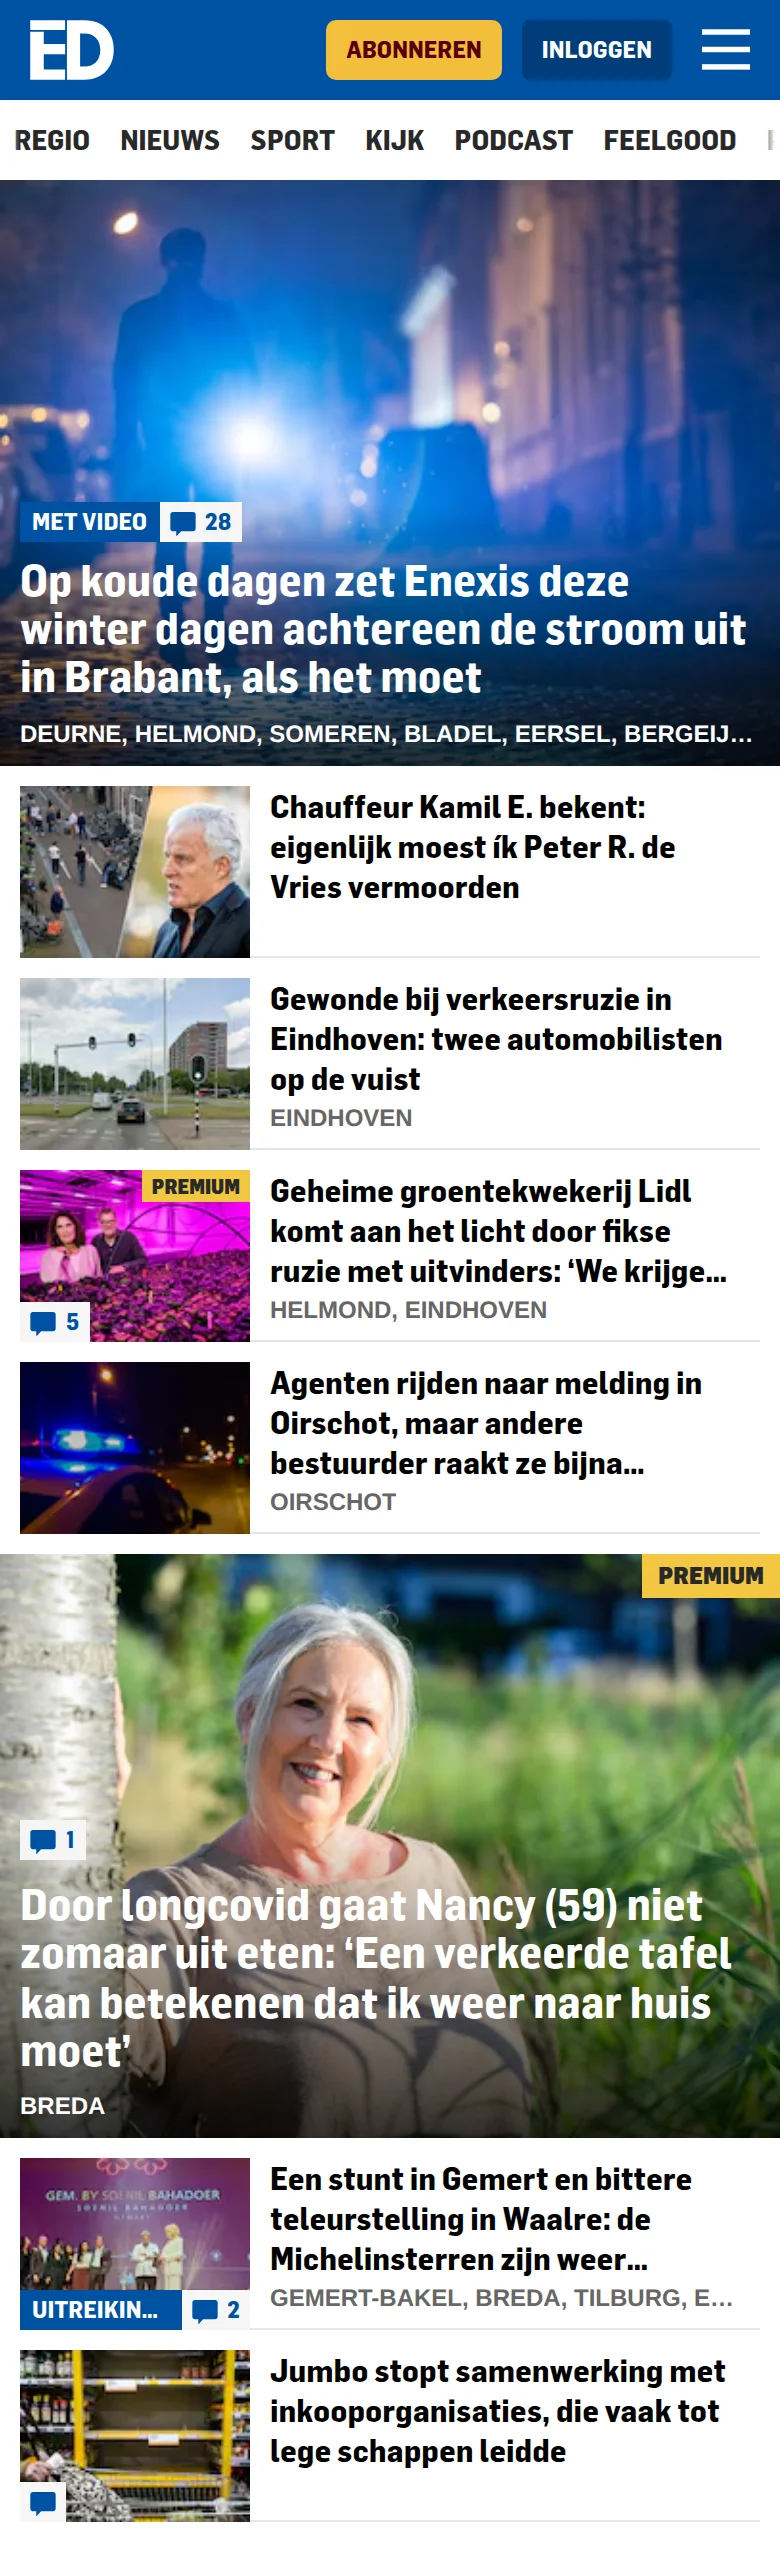 ED
ABONNEREN
INLOGGEN
REGIO NIEUWS SPORT KIJK PODCAST FEELGOOD
MET VIDEO 28
Op koude dagen zet Enexis deze
winter dagen achtereen de stroom uit
in Brabant, als het moet
DEURNE, HELMOND, SOMEREN, BLADEL, EERSEL, BERGEIJ...
Chauffeur Kamil E. bekent:
eigenlijk moest ík Peter R. de
Vries vermoorden
Gewonde bij verkeersruzie in
Eindhoven: twee automobilisten
op de vuist
EINDHOVEN
PREMIUM
5
Geheime groentekwekerij Lidl
komt aan het licht door fikse
ruzie met uitvinders: ‘We krijge...
HELMOND, EINDHOVEN
Agenten rijden naar melding in
Oirschot, maar andere
bestuurder raakt ze bijna...
OIRSCHOT
PREMIUM
1
Door longcovid gaat Nancy (59) niet
zomaar uit eten: ‘Een verkeerde tafel
kan betekenen dat ik weer naar huis
moet’
BREDA
GEM. BY SOENIL BAHADOER
SOENIL BAHADOER
UITREIKIN... 2
Een stunt in Gemert en bittere
teleurstelling in Waalre: de
Michelinsterren zijn weer...
GEMERT-BAKEL, BREDA, TILBURG, E...
Jumbo stopt samenwerking met
inkooporganisaties, die vaak tot
lege schappen leidde